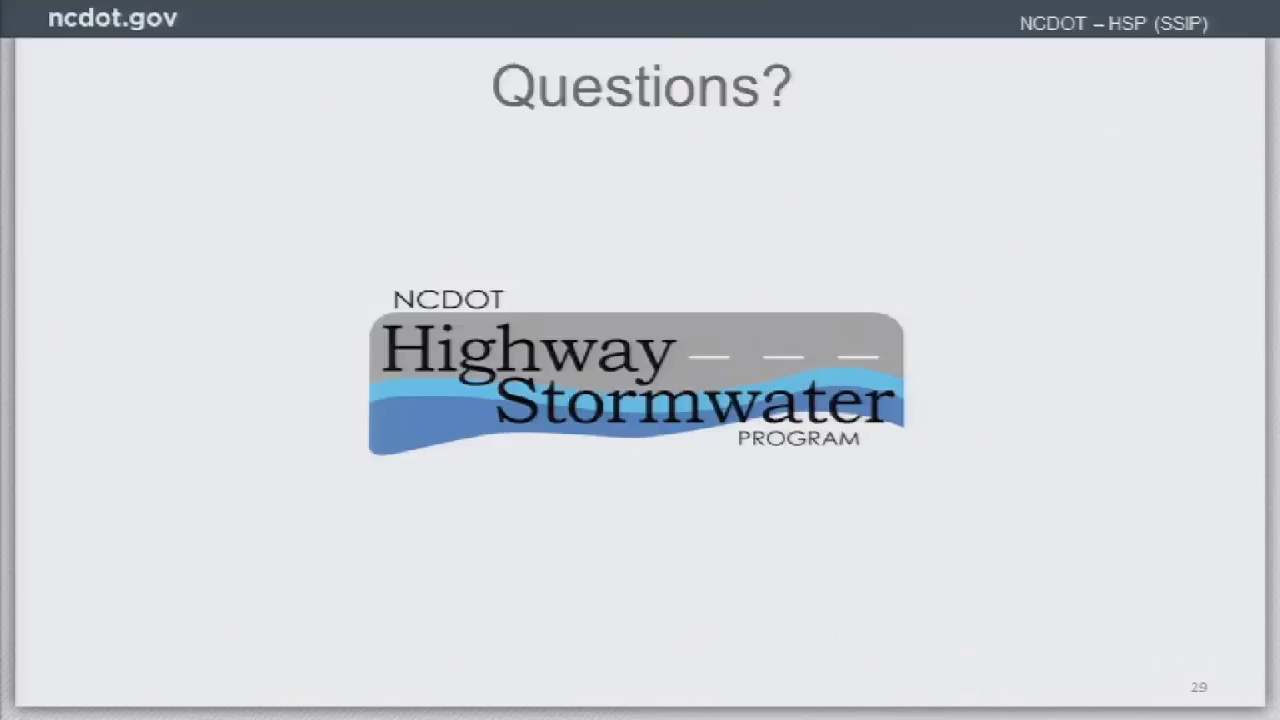 ncdot.gov
NCDOT – HSP (SSIP)
Questions?
NCDOT
Highway
Stormwater
PROGRAM
29